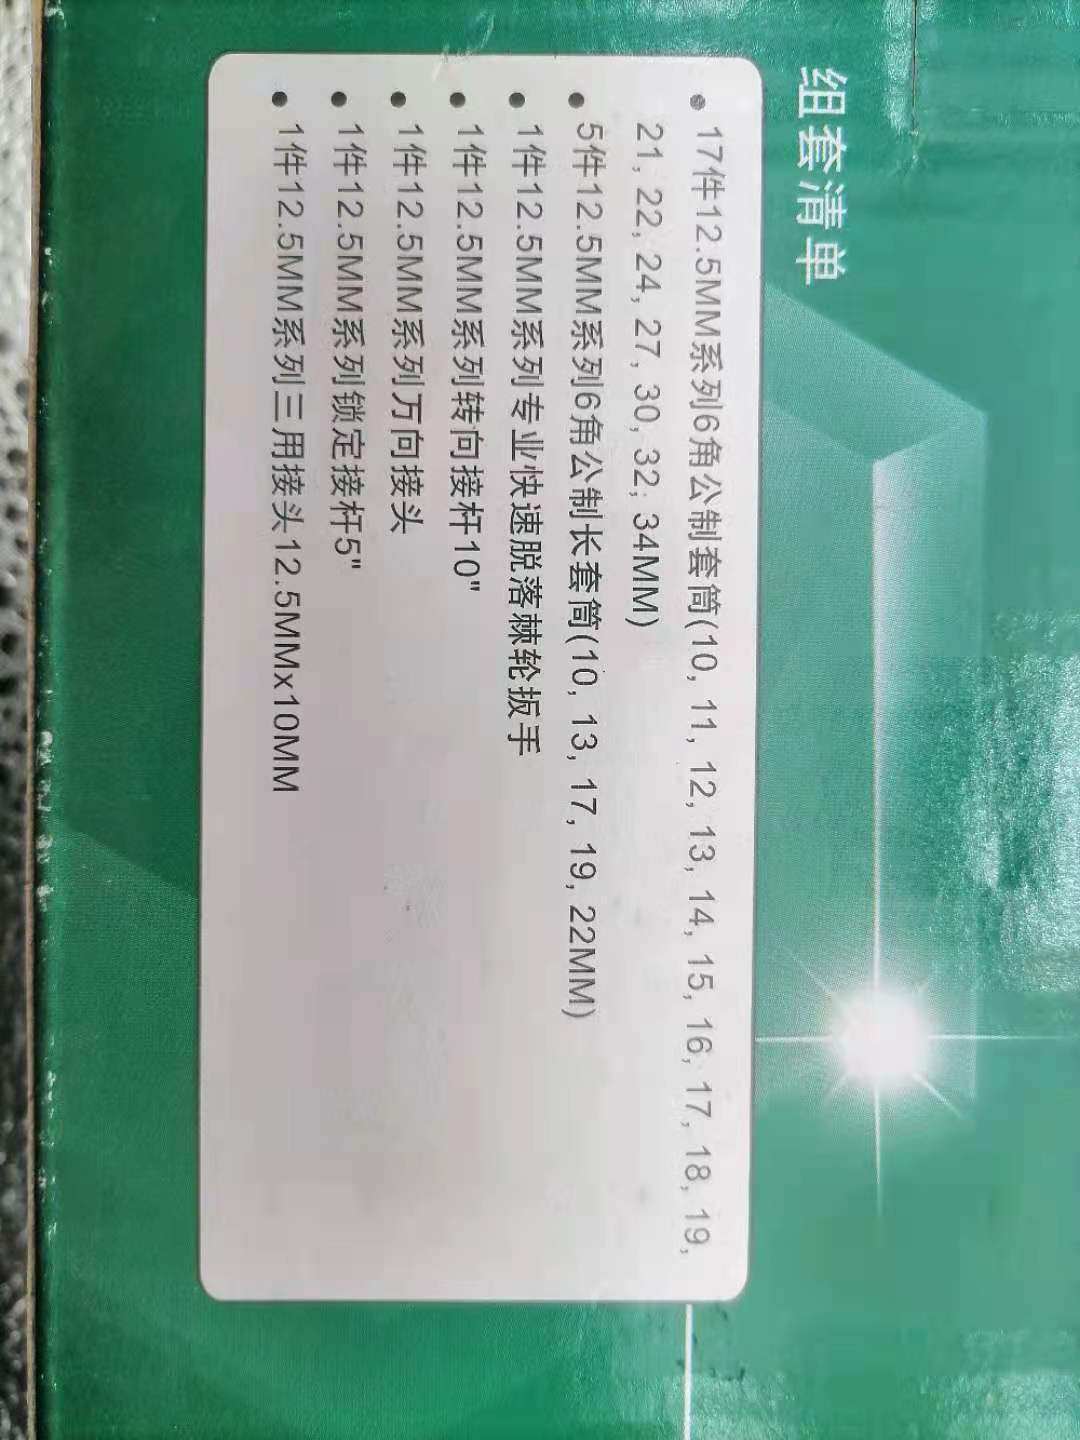 组套清单
• 17件12.5MM系列6角公制套筒(10, 11, 12, 13, 14, 15, 16, 17, 18, 19,
21, 22, 24, 27, 30, 32; 34MM)
• 5件12.5MM系列6角公制长套筒(10, 13, 17, 19, 22MM)
• 1件12.5MM系列专业快速脱落棘轮扳手
• 1件12.5MM系列转向接杆10"
• 1件12.5MM系列万向接头
• 1件12.5MM系列锁定接杆5"
• 1件12.5MM系列三用接头12.5MMx10MM